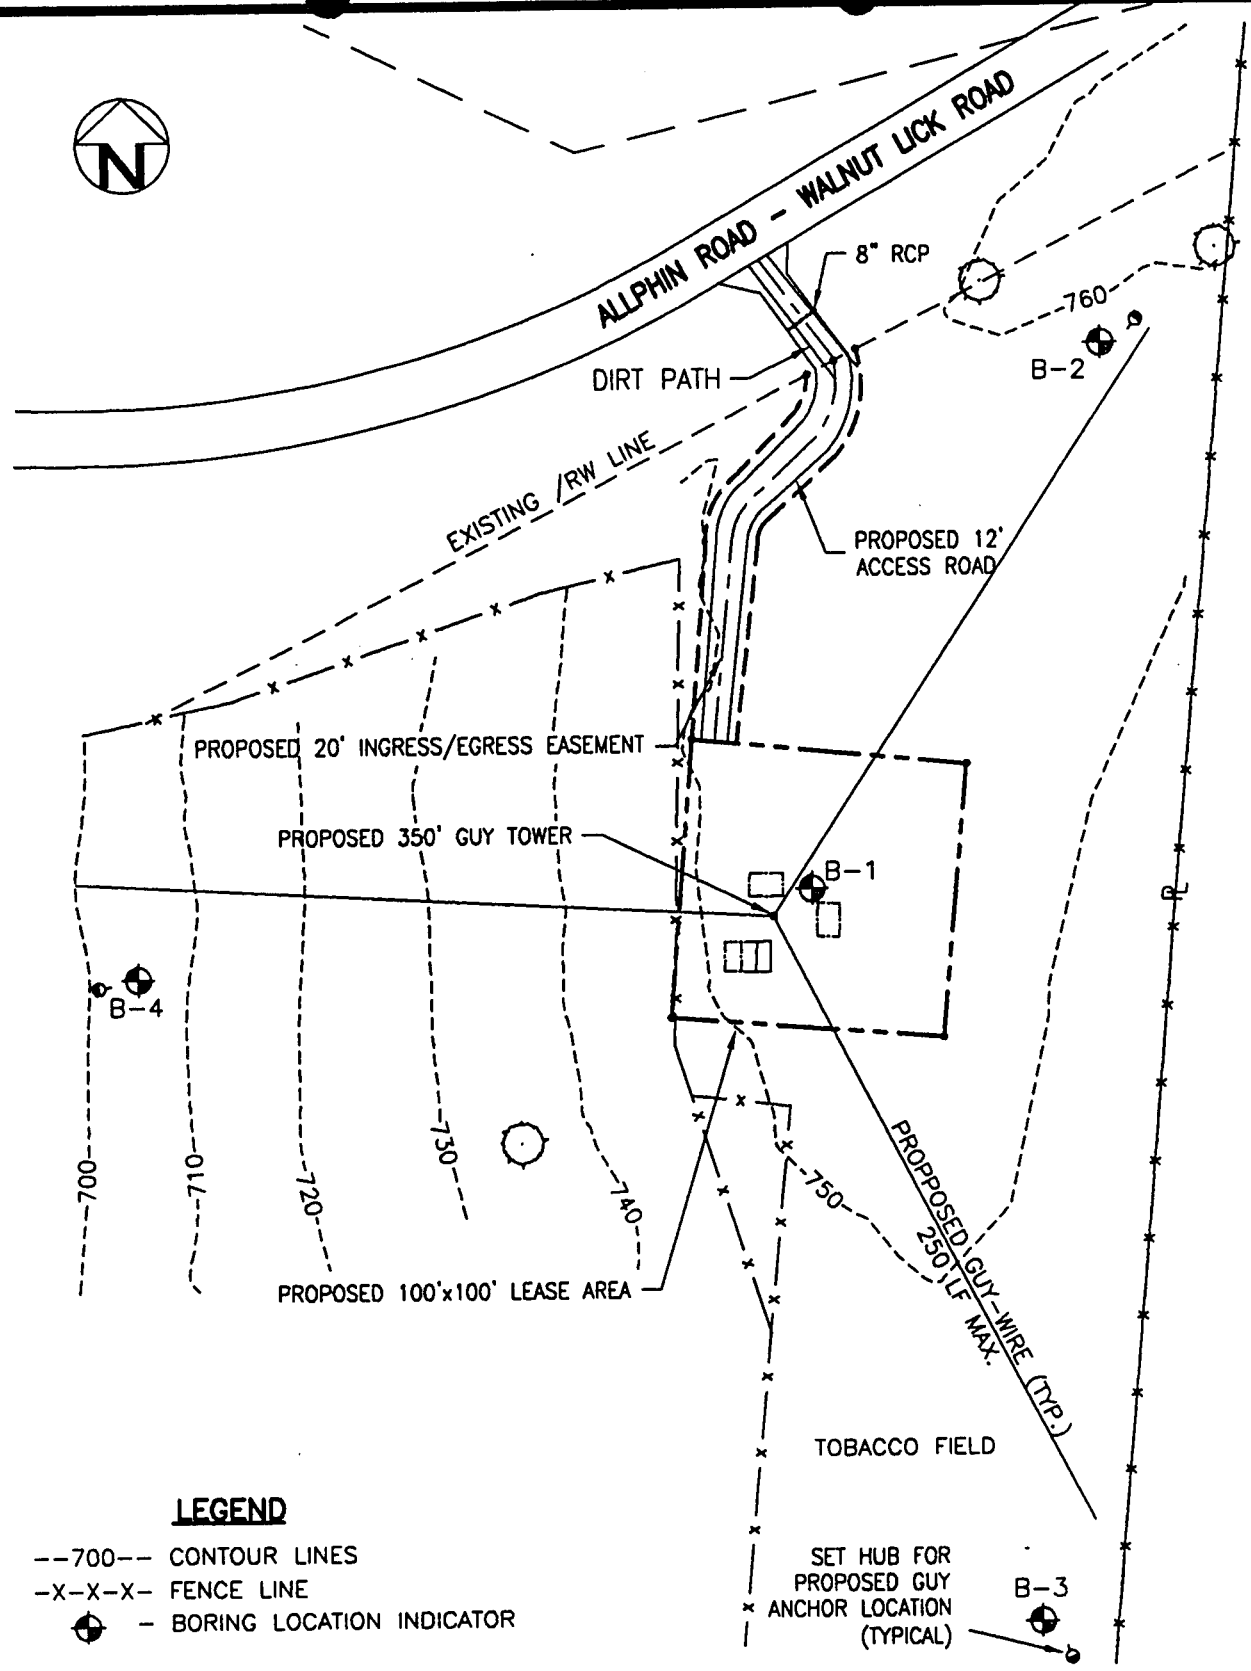 N
ALLPHIN ROAD - WALNUT LICK ROAD
8" RCP
760
B-2
DIRT PATH
EXISTING /RW LINE
PROPOSED 12'
ACCESS ROAD
PROPOSED 20' INGRESS/EGRESS EASEMENT
PROPOSED 350' GUY TOWER
B-1
PL
B-4
700
710
720
730
740
750
PROPPOSED GUY-WIRE (TYP.)
250' LF MAX.
PROPOSED 100'x100' LEASE AREA
TOBACCO FIELD
LEGEND
--700-- CONTOUR LINES
-X-X-X- FENCE LINE
- BORING LOCATION INDICATOR
SET HUB FOR
PROPOSED GUY
ANCHOR LOCATION
(TYPICAL)
B-3